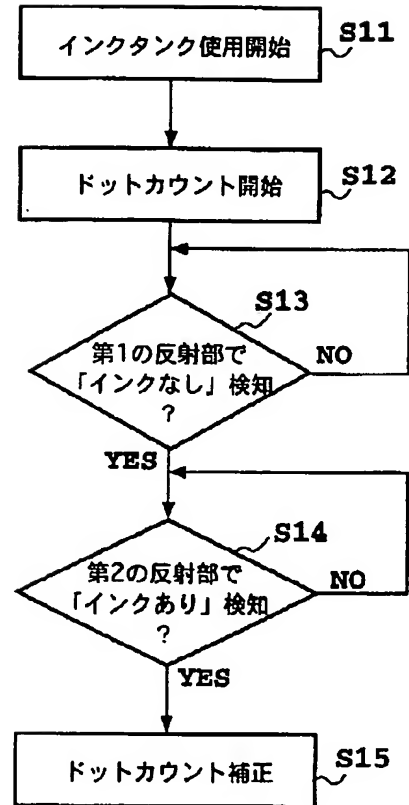 インクタンク使用開始
S11
ドットカウント開始
S12
S13
第1の反射部で
「インクなし」検知
?
NO
YES
S14
第2の反射部で
「インクあり」検知
?
NO
YES
ドットカウント補正
S15